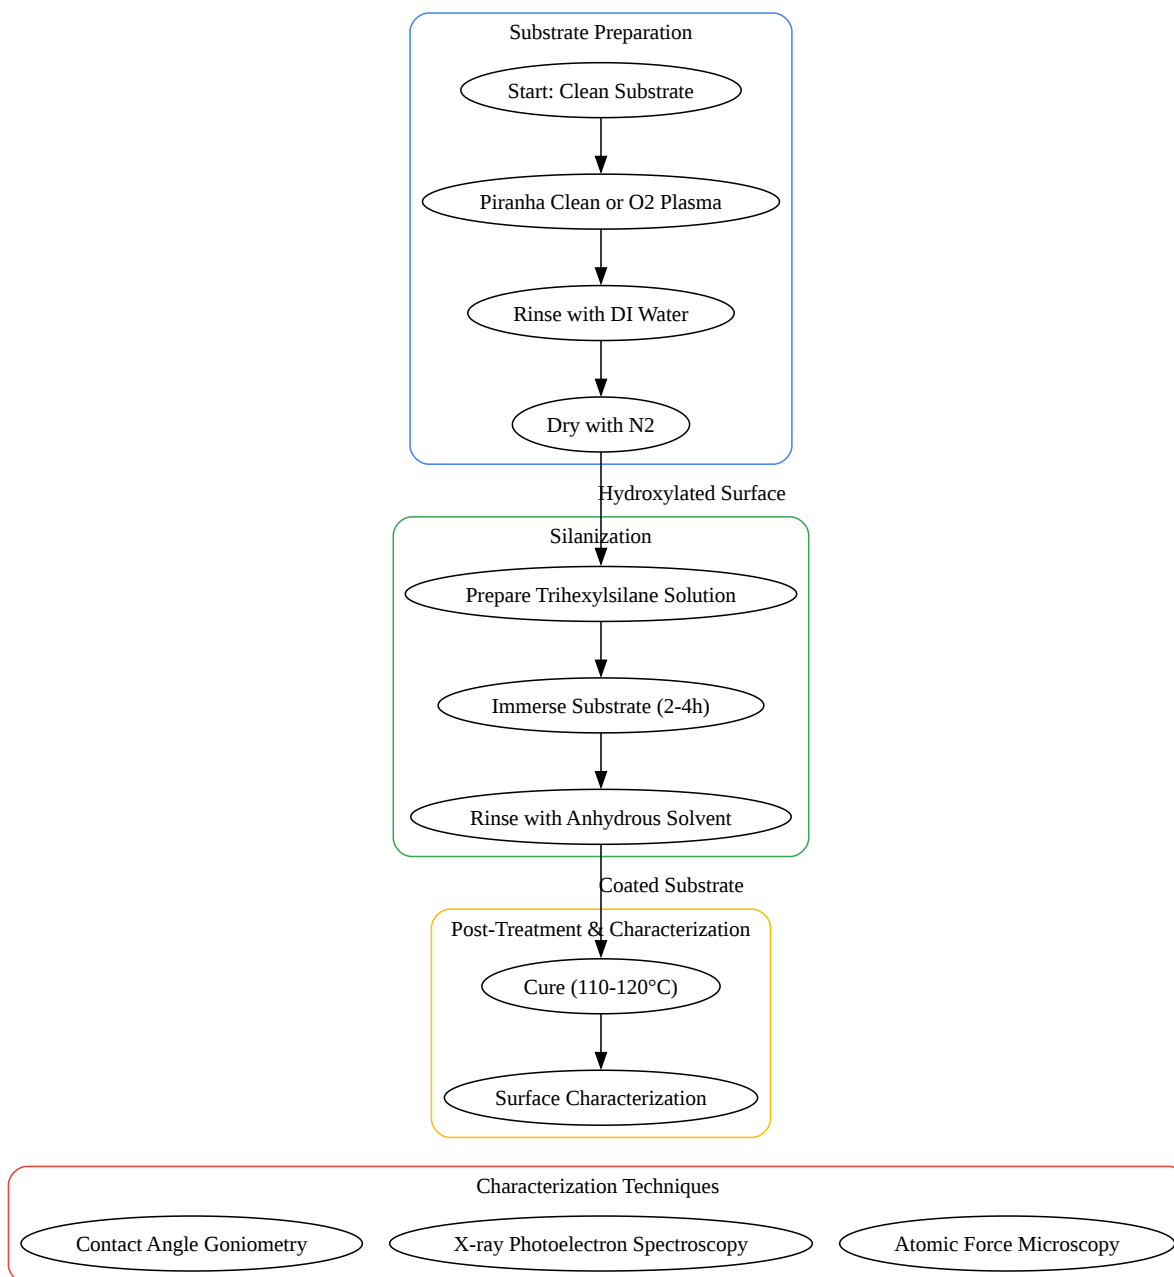 Substrate Preparation
Start: Clean Substrate
Piranha Clean or O2 Plasma
Rinse with DI Water
Dry with N2
Hydroxylated Surface
Silanization
Prepare Trihexylsilane Solution
Immerse Substrate (2-4h)
Rinse with Anhydrous Solvent
Coated Substrate
Post-Treatment & Characterization
Cure (110-120°C)
Surface Characterization
Characterization Techniques
Contact Angle Goniometry
X-ray Photoelectron Spectroscopy
Atomic Force Microscopy